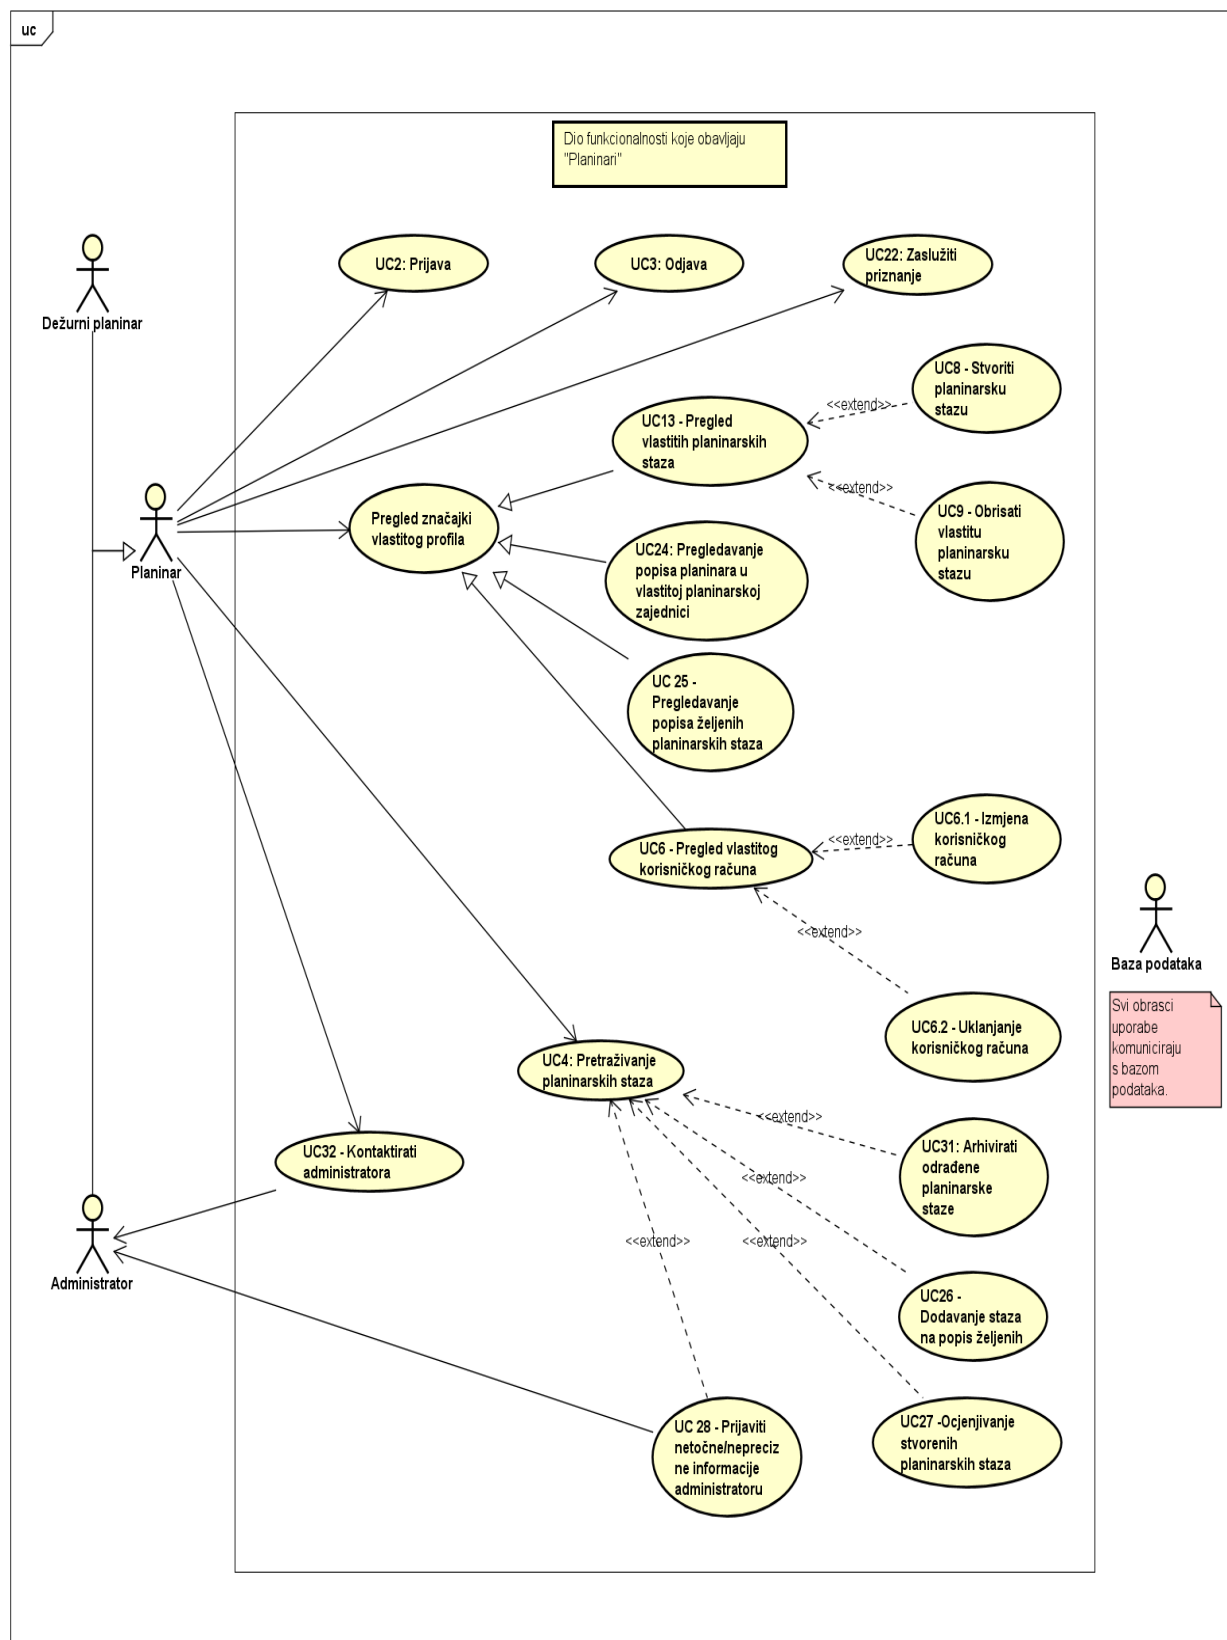 uc
Dio funkcionalnosti koje obavljaju
"Planinari"
Dežurni planinar
UC2: Prijava
UC3: Odjava
UC22: Zaslužiti
priznanje
UC8 - Stvoriti
planinarsku
stazu
<<extend>>
UC13 - Pregled
vlastitih planinarskih
staza
<<extend>>
UC9 - Obrisati
vlastitu
planinarsku
stazu
Planinar
Pregled značajki
vlastitog profila
UC24: Pregledavanje
popisa planinara u
vlastitoj planinarskoj
zajednici
UC 25 -
Pregledavanje
popisa željenih
planinarskih staza
UC6 - Pregled vlastitog
korisničkog računa
<<extend>>
UC6.1 - Izmjena
korisničkog
računa
<<extend>>
UC6.2 - Uklanjanje
korisničkog računa
Baza podataka
Svi obrasci
uporabe
komuniciraju
s bazom
podataka.
UC4: Pretraživanje
planinarskih staza
<<extend>>
UC31: Arhivirati
odrađene
planinarske
staze
UC32 - Kontaktirati
administratora
<<extend>>
<<extend>>
<<extend>>
Administrator
UC26 -
Dodavanje staza
na popis željenih
UC 28 - Prijaviti
netočne/nepreciz
ne informacije
administratoru
UC27 -Ocjenjivanje
stvorenih
planinarskih staza